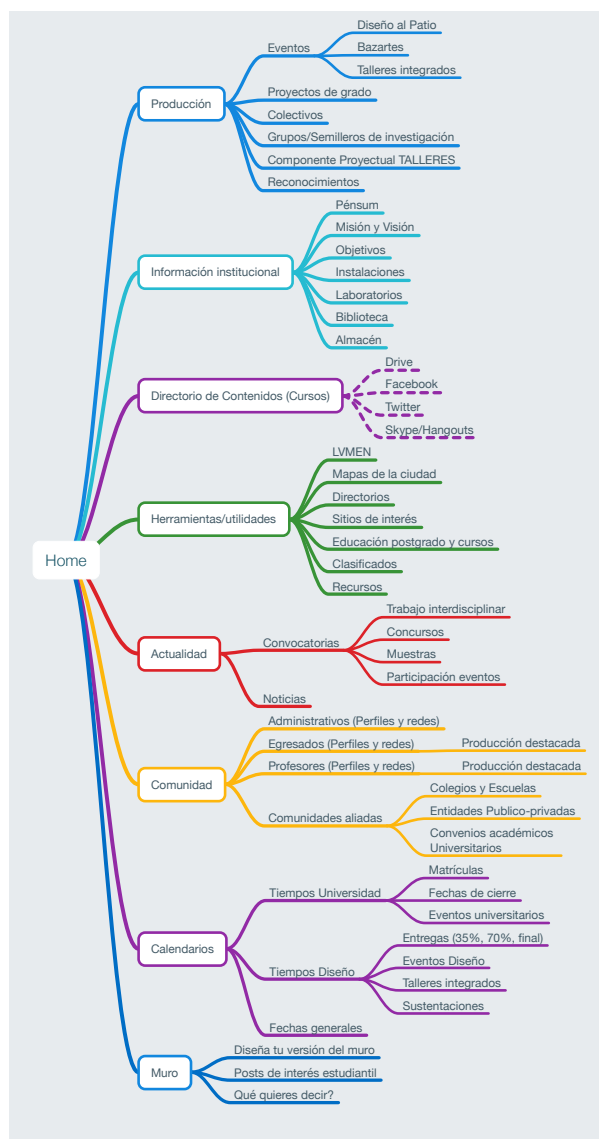 Home
Producción
Eventos
Diseño al Patio
Bazartes
Talleres integrados
Proyectos de grado
Colectivos
Grupos/Semilleros de investigación
Componente Proyectual TALLERES
Reconocimientos
Información institucional
Pénsum
Misión y Visión
Objetivos
Instalaciones
Laboratorios
Biblioteca
Almacén
Directorio de Contenidos (Cursos)
Drive
Facebook
Twitter
Skype/Hangouts
Herramientas/utilidades
LVMEN
Mapas de la ciudad
Directorios
Sitios de interés
Educación postgrado y cursos
Clasificados
Recursos
Actualidad
Convocatorias
Trabajo interdisciplinar
Concursos
Muestras
Participación eventos
Noticias
Comunidad
Administrativos (Perfiles y redes)
Egresados (Perfiles y redes)
Producción destacada
Profesores (Perfiles y redes)
Producción destacada
Comunidades aliadas
Colegios y Escuelas
Entidades Publico-privadas
Convenios académicos
Universitarios
Calendarios
Tiempos Universidad
Matrículas
Fechas de cierre
Eventos universitarios
Tiempos Diseño
Entregas (35%, 70%, final)
Eventos Diseño
Talleres integrados
Sustentaciones
Fechas generales
Muro
Diseña tu versión del muro
Posts de interés estudiantil
Qué quieres decir?